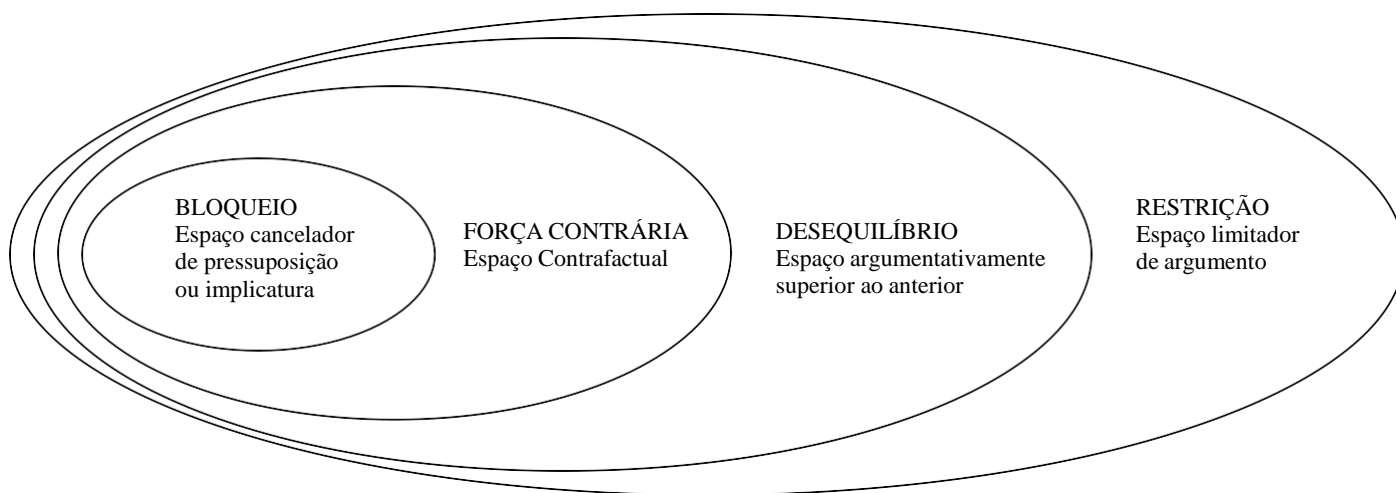 BLOQUEIO
Espaço cancelador
de pressuposição
ou implicatura
FORÇA CONTRÁRIA
Espaço Contrafactual
DESEQUILÍBRIO
Espaço argumentativamente
superior ao anterior
RESTRIÇÃO
Espaço limitador
de argumento